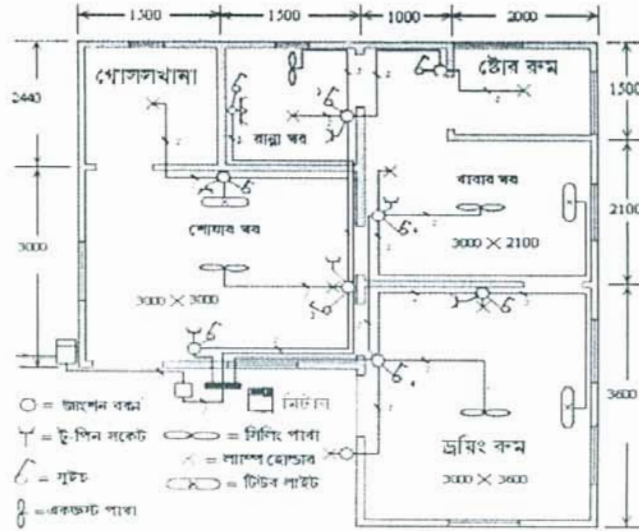 1500 1500 1000 2000
গোসলখানা
স্টোর রুম
2440
1500
রান্না ঘর
খাবার ঘর
শোবার ঘর
2100
3000 × 2100
3000
3000 × 3000
3600
মিটার
= জাংশন বক্স
= টু-পিন সকেট
= সিলিং পাখা
ড্রয়িং রুম
= সুইচ
= ল্যাম্প হোল্ডার
3000 × 3600
= টিউব লাইট
= একজস্ট পাখা